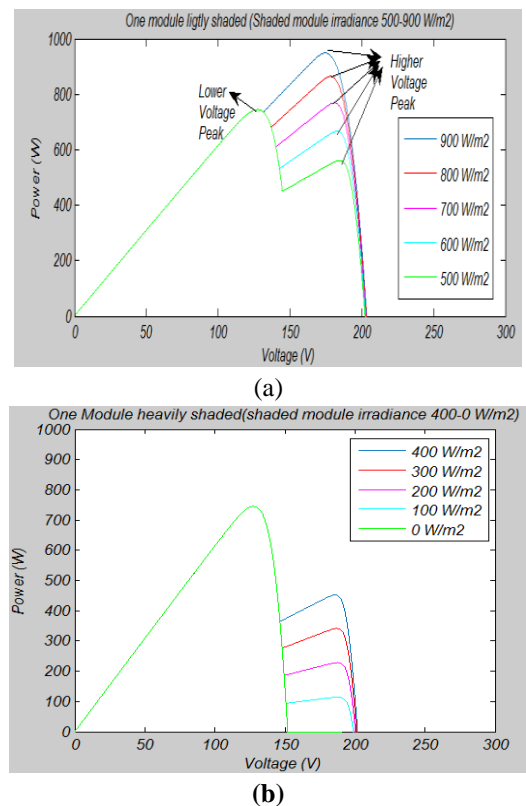 One module ligtly shaded (Shaded module irradiance 500-900 W/m2)
1000
800
600
400
200
0
Power (W)
Lower
Voltage
Peak
Higher
Voltage
Peak
900 W/m2
800 W/m2
700 W/m2
600 W/m2
500 W/m2
0
50
100
150
200
250
300
Voltage (V)
(a)
One Module heavily shaded(shaded module irradiance 400-0 W/m2)
1000
900
800
700
600
500
400
300
200
100
0
Power (W)
400 W/m2
300 W/m2
200 W/m2
100 W/m2
0 W/m2
0
50
100
150
200
250
300
Voltage (V)
(b)